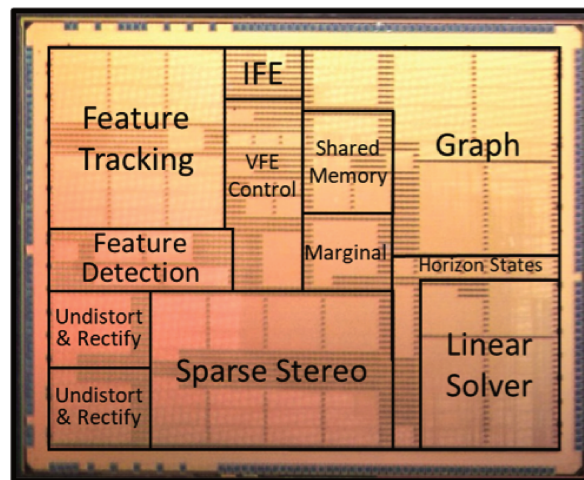 IFE
Feature
Tracking
VFE
Control
Shared
Memory
Graph
Feature
Detection
Marginal
Horizon States
Undistort
& Rectify
Sparse Stereo
Linear
Solver
Undistort
& Rectify